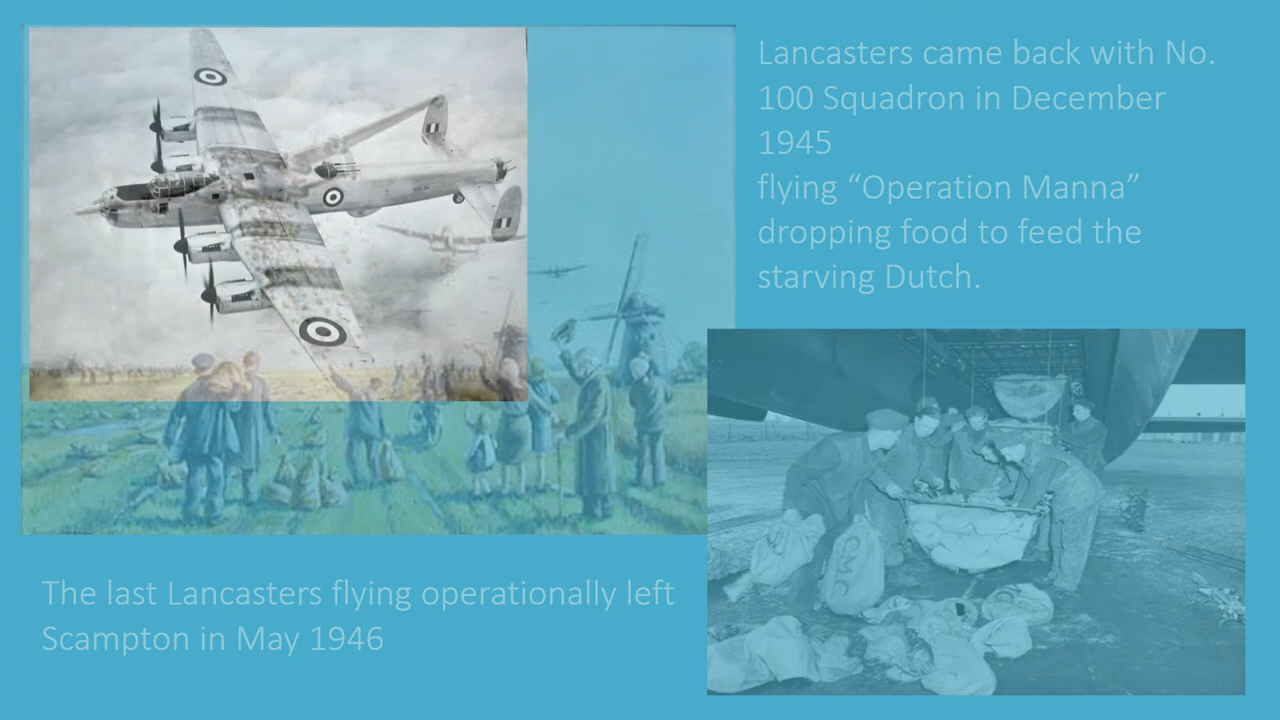 Lancasters came back with No.
100 Squadron in December
1945
flying “Operation Manna”
dropping food to feed the
starving Dutch.
CMC
The last Lancasters flying operationally left
Scampton in May 1946